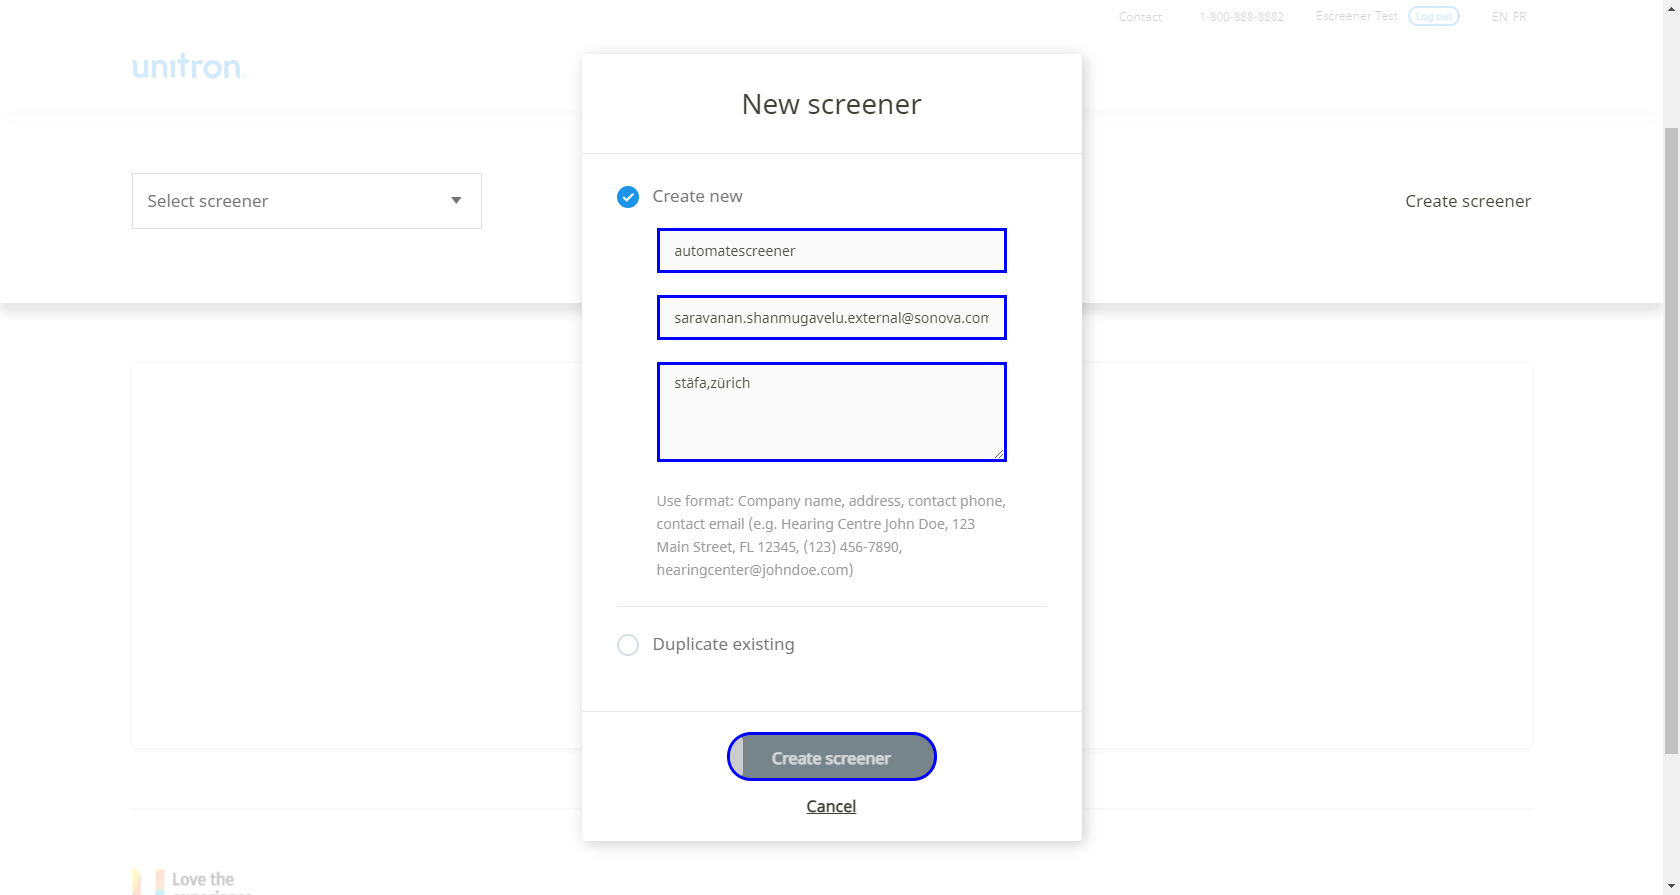 Contact 1-800-888-8882 Escreener Test Log out EN FR
unitron
New screener
Select screener
Create screener
Create new
automatescreener
saravanan.shanmugavelu.external@sonova.com
stäfa,zürich
Use format: Company name, address, contact phone,
contact email (e.g. Hearing Centre John Doe, 123
Main Street, FL 12345, (123) 456-7890,
hearingcenter@johndoe.com)
Duplicate existing
Create screener
Cancel
Love the